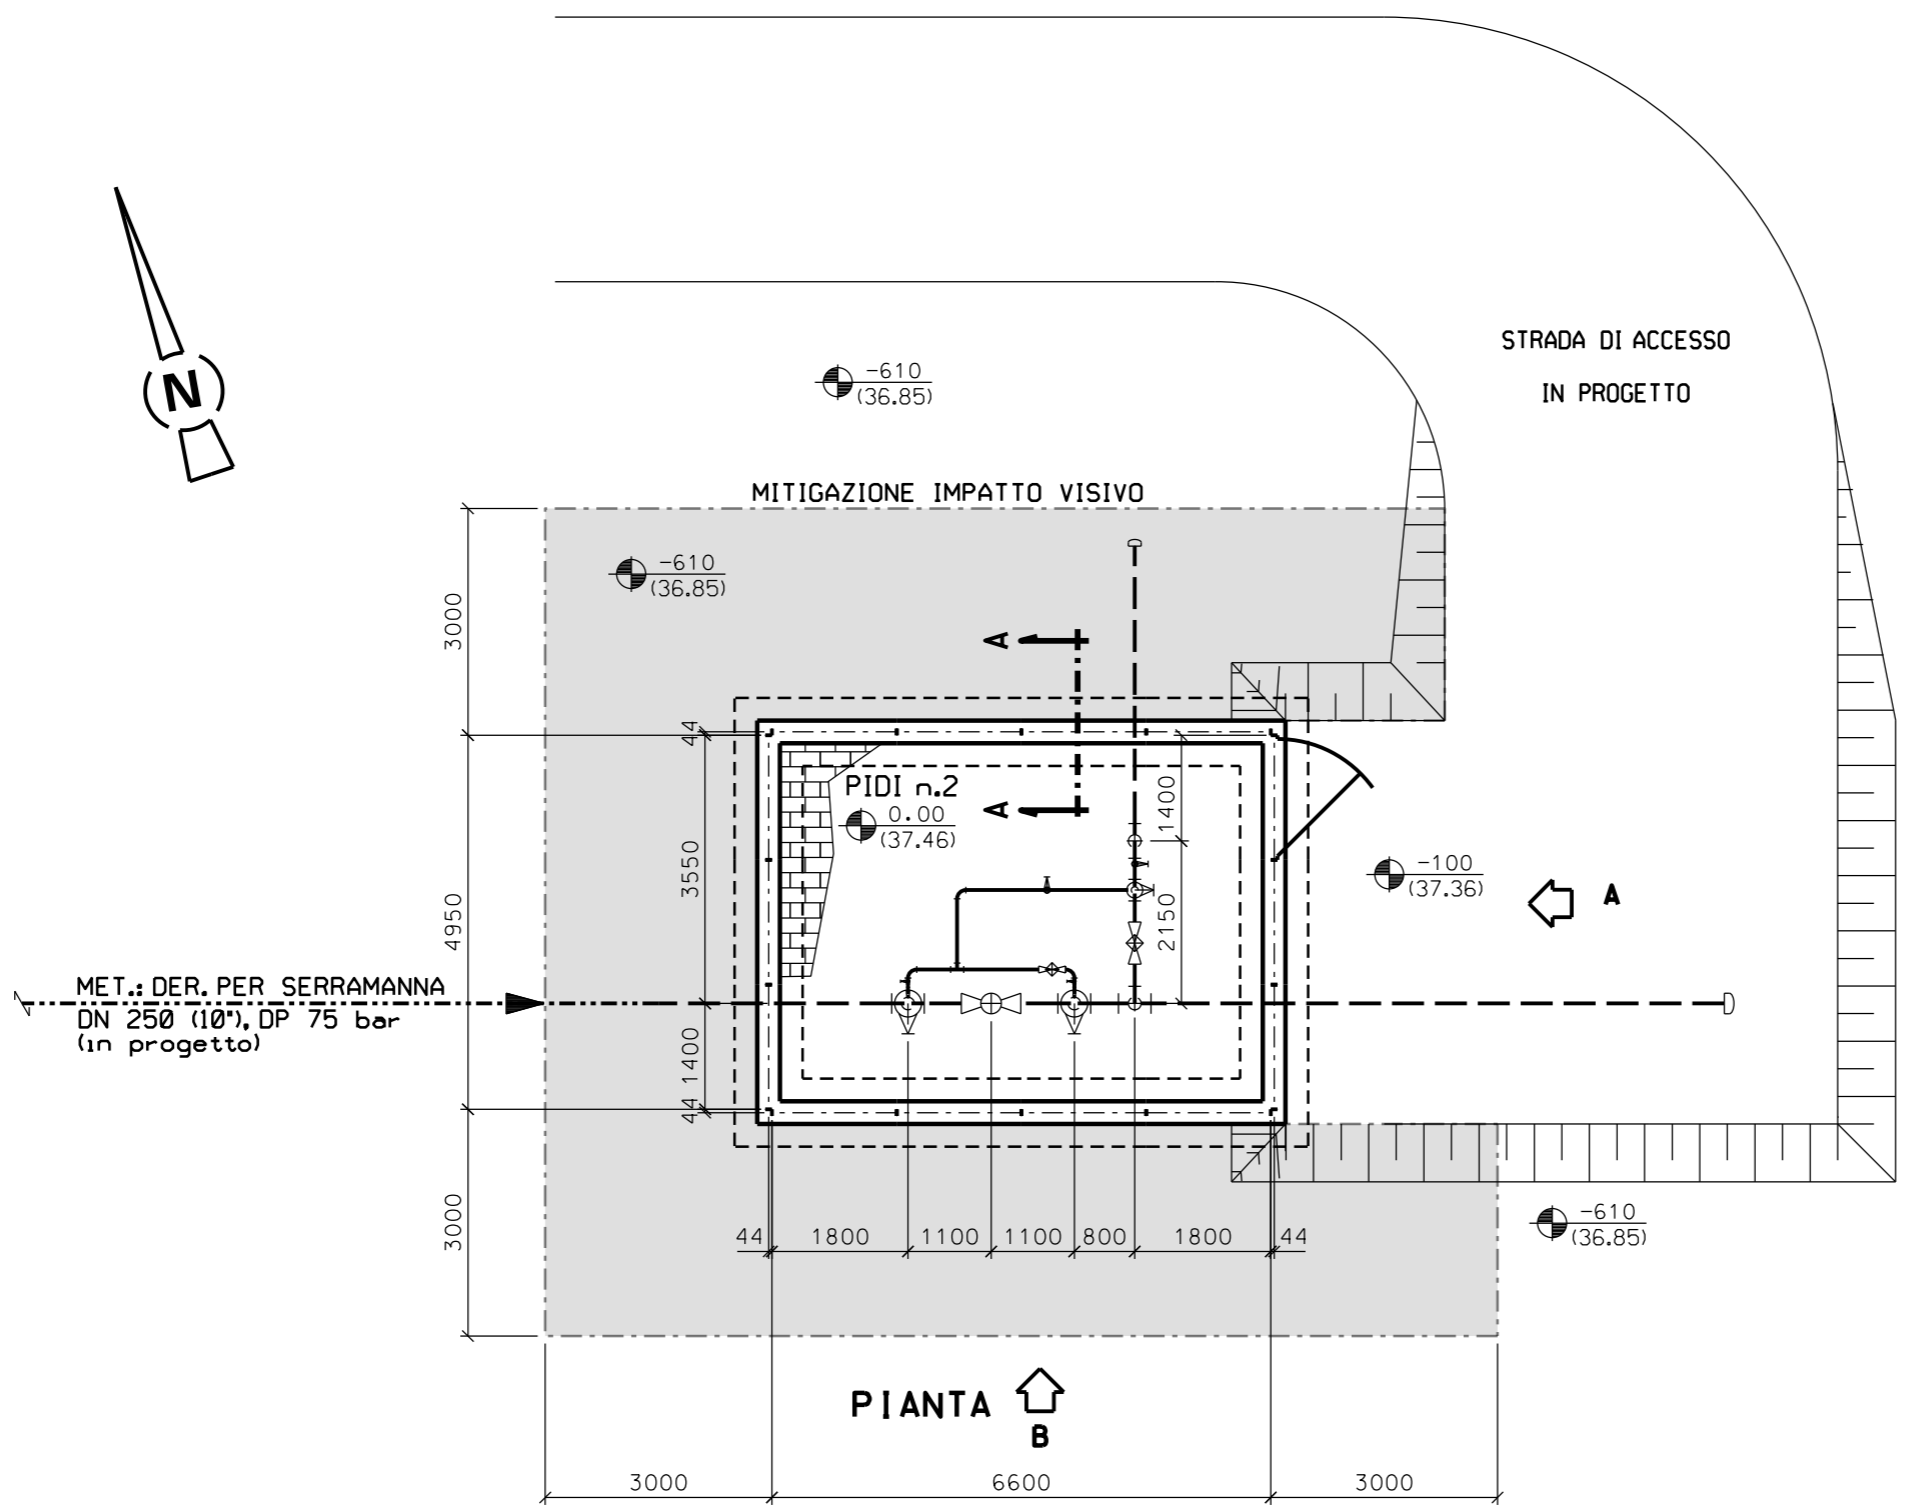 STRADA DI ACCESSO
IN PROGETTO
N
-610
(36.85)
MITIGAZIONE IMPATTO VISIVO
-610
(36.85)
3000
A
44
PIDI n.2
0.00
(37.46)
A
1400
3550
-100
(37.36)
A
4950
2150
MET.: DER. PER SERRAMANNA
DN 250 (10"), DP 75 bar
(in progetto)
1400
44
3000
44
1800
1100
1100
800
1800
44
-610
(36.85)
PIANTA
B
3000
6600
3000